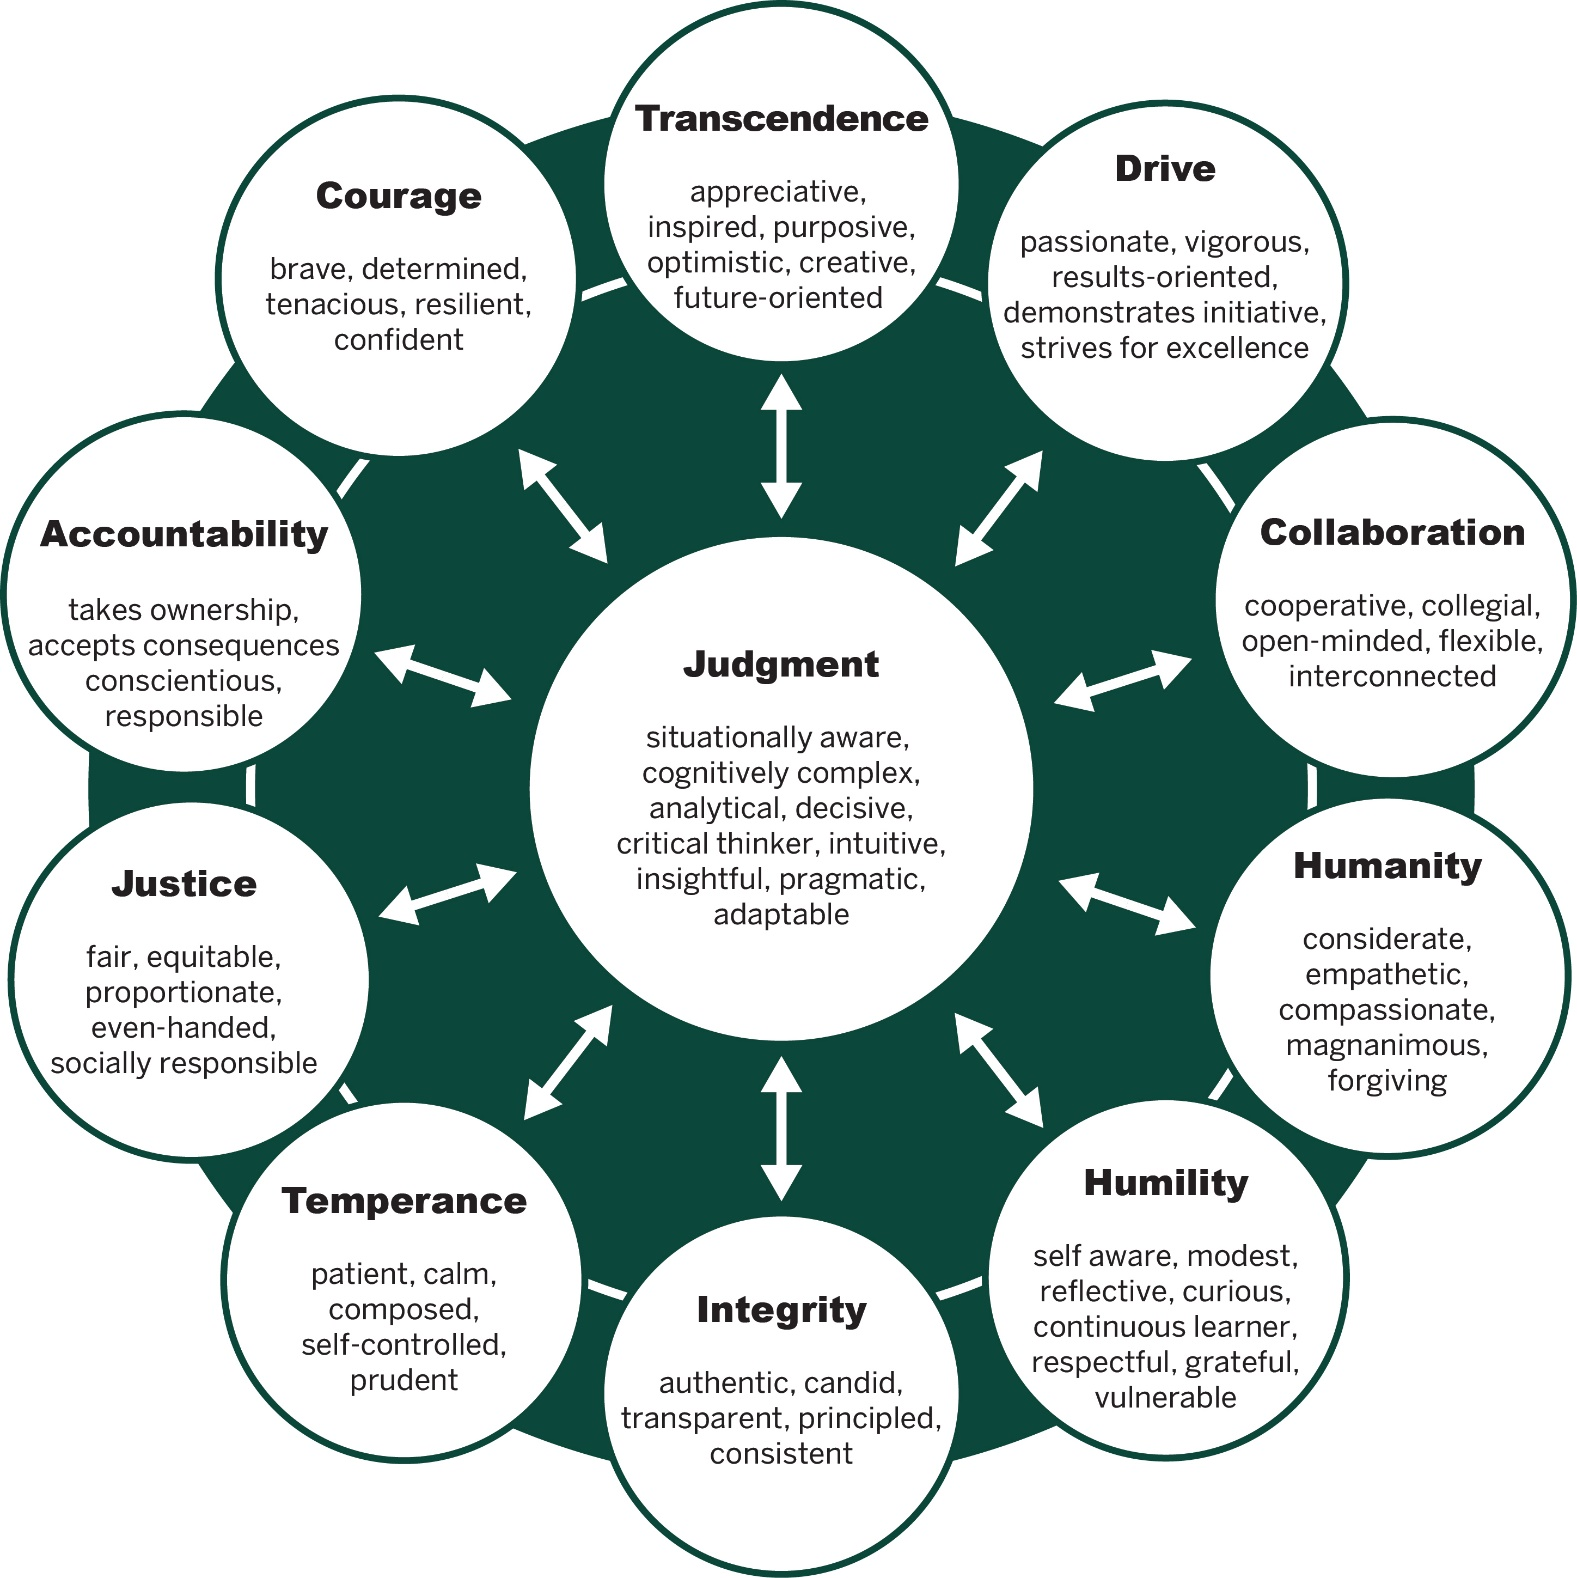 Transcendence
appreciative,
inspired, purposive,
optimistic, creative,
future-oriented
Drive
passionate, vigorous,
results-oriented,
demonstrates initiative,
strives for excellence
Collaboration
cooperative, collegial,
open-minded, flexible,
interconnected
Humanity
considerate,
empathetic,
compassionate,
magnanimous,
forgiving
Humility
self aware, modest,
reflective, curious,
continuous learner,
respectful, grateful,
vulnerable
Integrity
authentic, candid,
transparent, principled,
consistent
Temperance
patient, calm,
composed,
self-controlled,
prudent
Justice
fair, equitable,
proportionate,
even-handed,
socially responsible
Accountability
takes ownership,
accepts consequences
conscientious,
responsible
Courage
brave, determined,
tenacious, resilient,
confident
Judgment
situationally aware,
cognitively complex,
analytical, decisive,
critical thinker, intuitive,
insightful, pragmatic,
adaptable